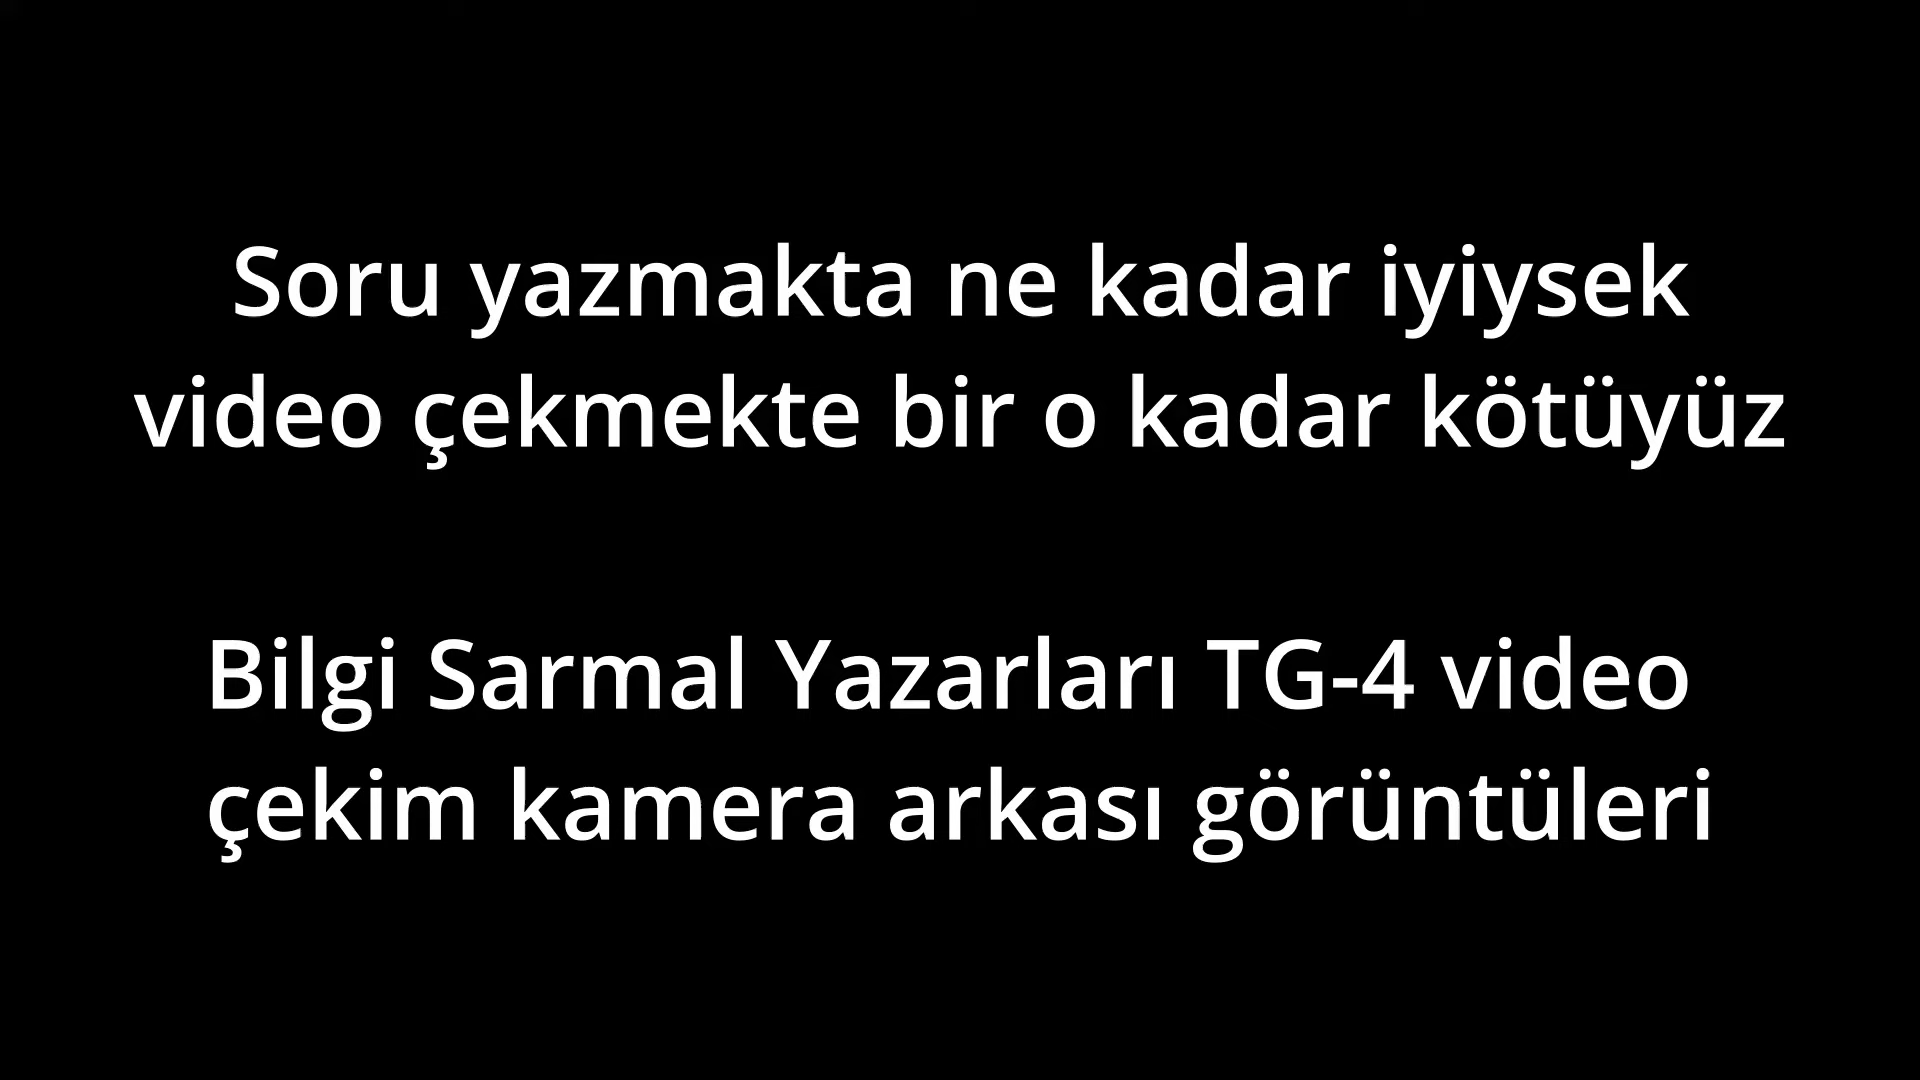 Soru yazmakta ne kadar iyiysek
video çekmekte bir o kadar kötüyüz
Bilgi Sarmal Yazarları TG-4 video
çekim kamera arkası görüntüleri